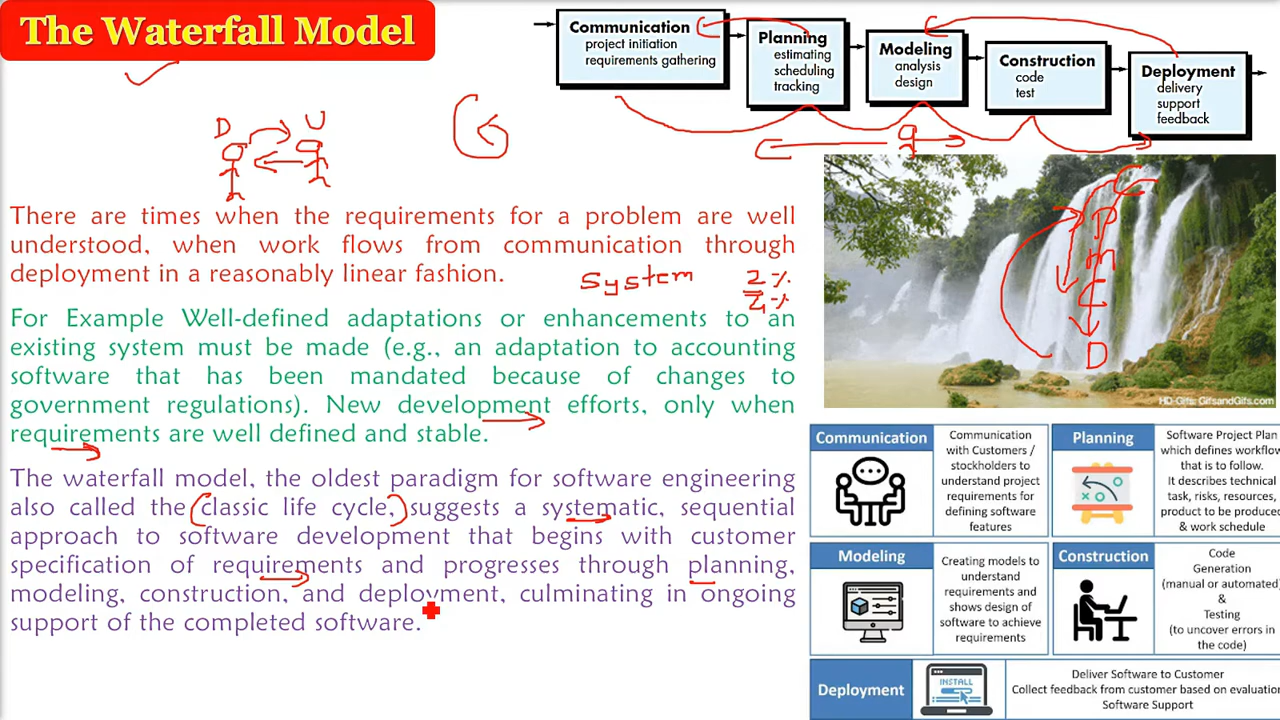 The Waterfall Model
Communication
project initiation
requirements gathering
Planning
estimating
scheduling
tracking
Modeling
analysis
design
Construction
code
test
Deployment
delivery
support
feedback
D U
There are times when the requirements for a problem are well
understood, when work flows from communication through
deployment in a reasonably linear fashion.
System
For Example Well-defined adaptations or enhancements to an
existing system must be made (e.g., an adaptation to accounting
software that has been mandated because of changes to
government regulations). New development efforts, only when
requirements are well defined and stable.
The waterfall model, the oldest paradigm for software engineering
also called the classic life cycle, suggests a systematic, sequential
approach to software development that begins with customer
specification of requirements and progresses through planning,
modeling, construction, and deployment, culminating in ongoing
support of the completed software.
C
P
m
C
D
HD-Gifs: GifsandGifs.com
Communication
Communication
with Customers /
stockholders to
understand project
requirements for
defining software
features
Planning
Software Project Plan
which defines workflow
that is to follow.
It describes technical
task, risks, resources,
product to be produced
& work schedule
Modeling
Creating models to
understand
requirements and
shows design of
software to achieve
requirements
Construction
Code
Generation
(manual or automated)
&
Testing
(to uncover errors in
the code)
Deployment
INSTALL
Deliver Software to Customer
Collect feedback from customer based on evaluation
Software Support